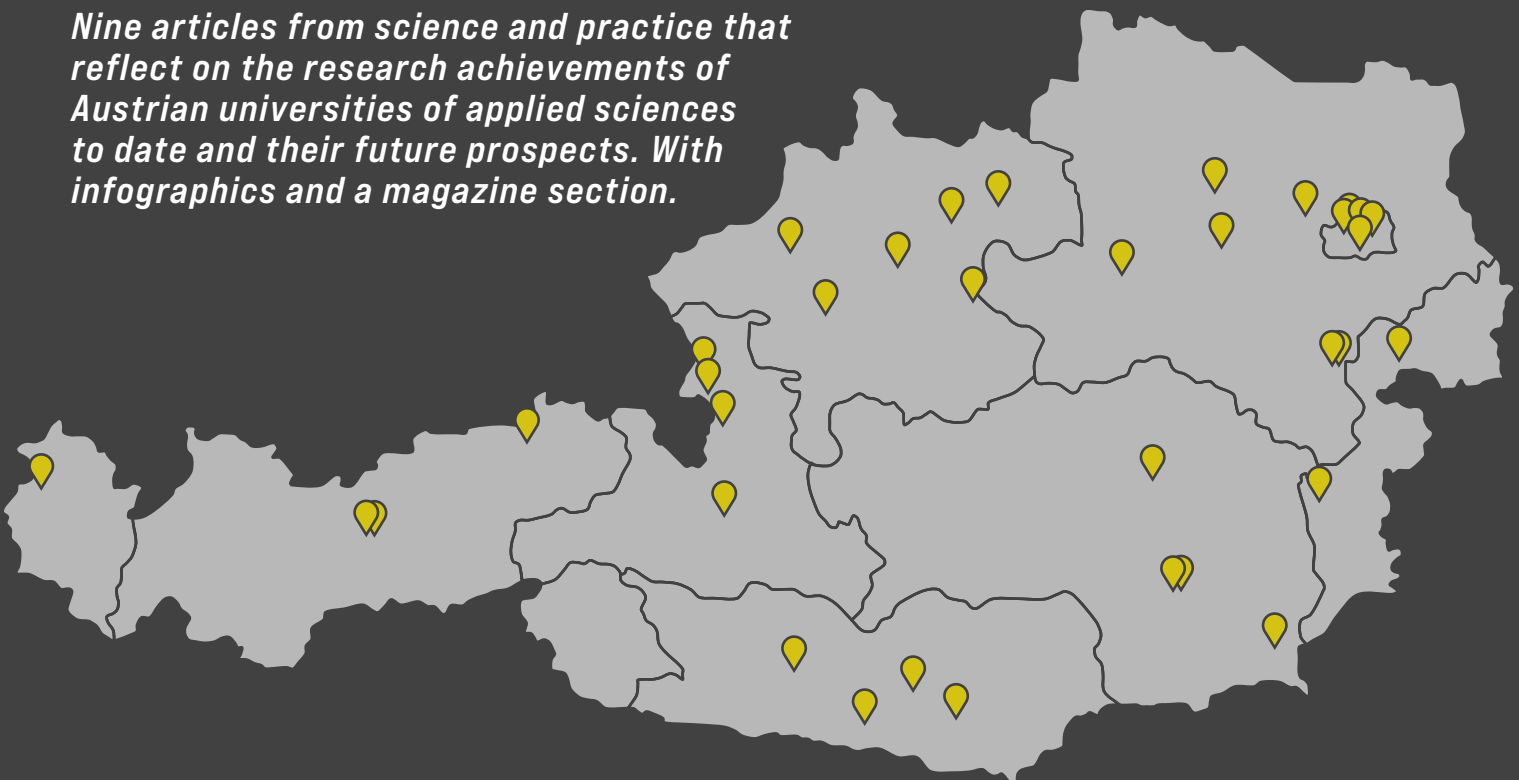 Nine articles from science and practice that
reflect on the research achievements of
Austrian universities of applied sciences
to date and their future prospects. With
infographics and a magazine section.